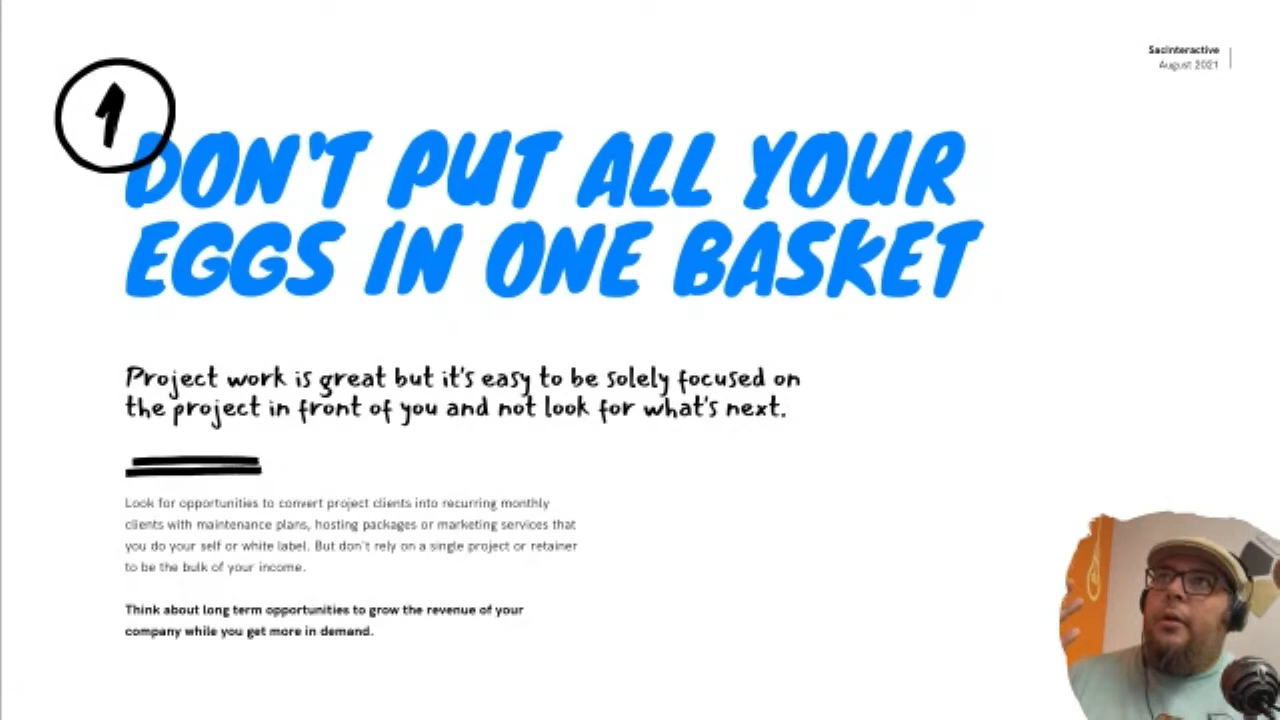 SacInteractive
August 2021
1
DON'T PUT ALL YOUR
EGGS IN ONE BASKET
Project work is great but it's easy to be solely focused on
the project in front of you and not look for what's next.
Look for opportunities to convert project clients into recurring monthly
clients with maintenance plans, hosting packages or marketing services that
you do your self or white label. But don't rely on a single project or retainer
to be the bulk of your income.
Think about long term opportunities to grow the revenue of your
company while you get more in demand.